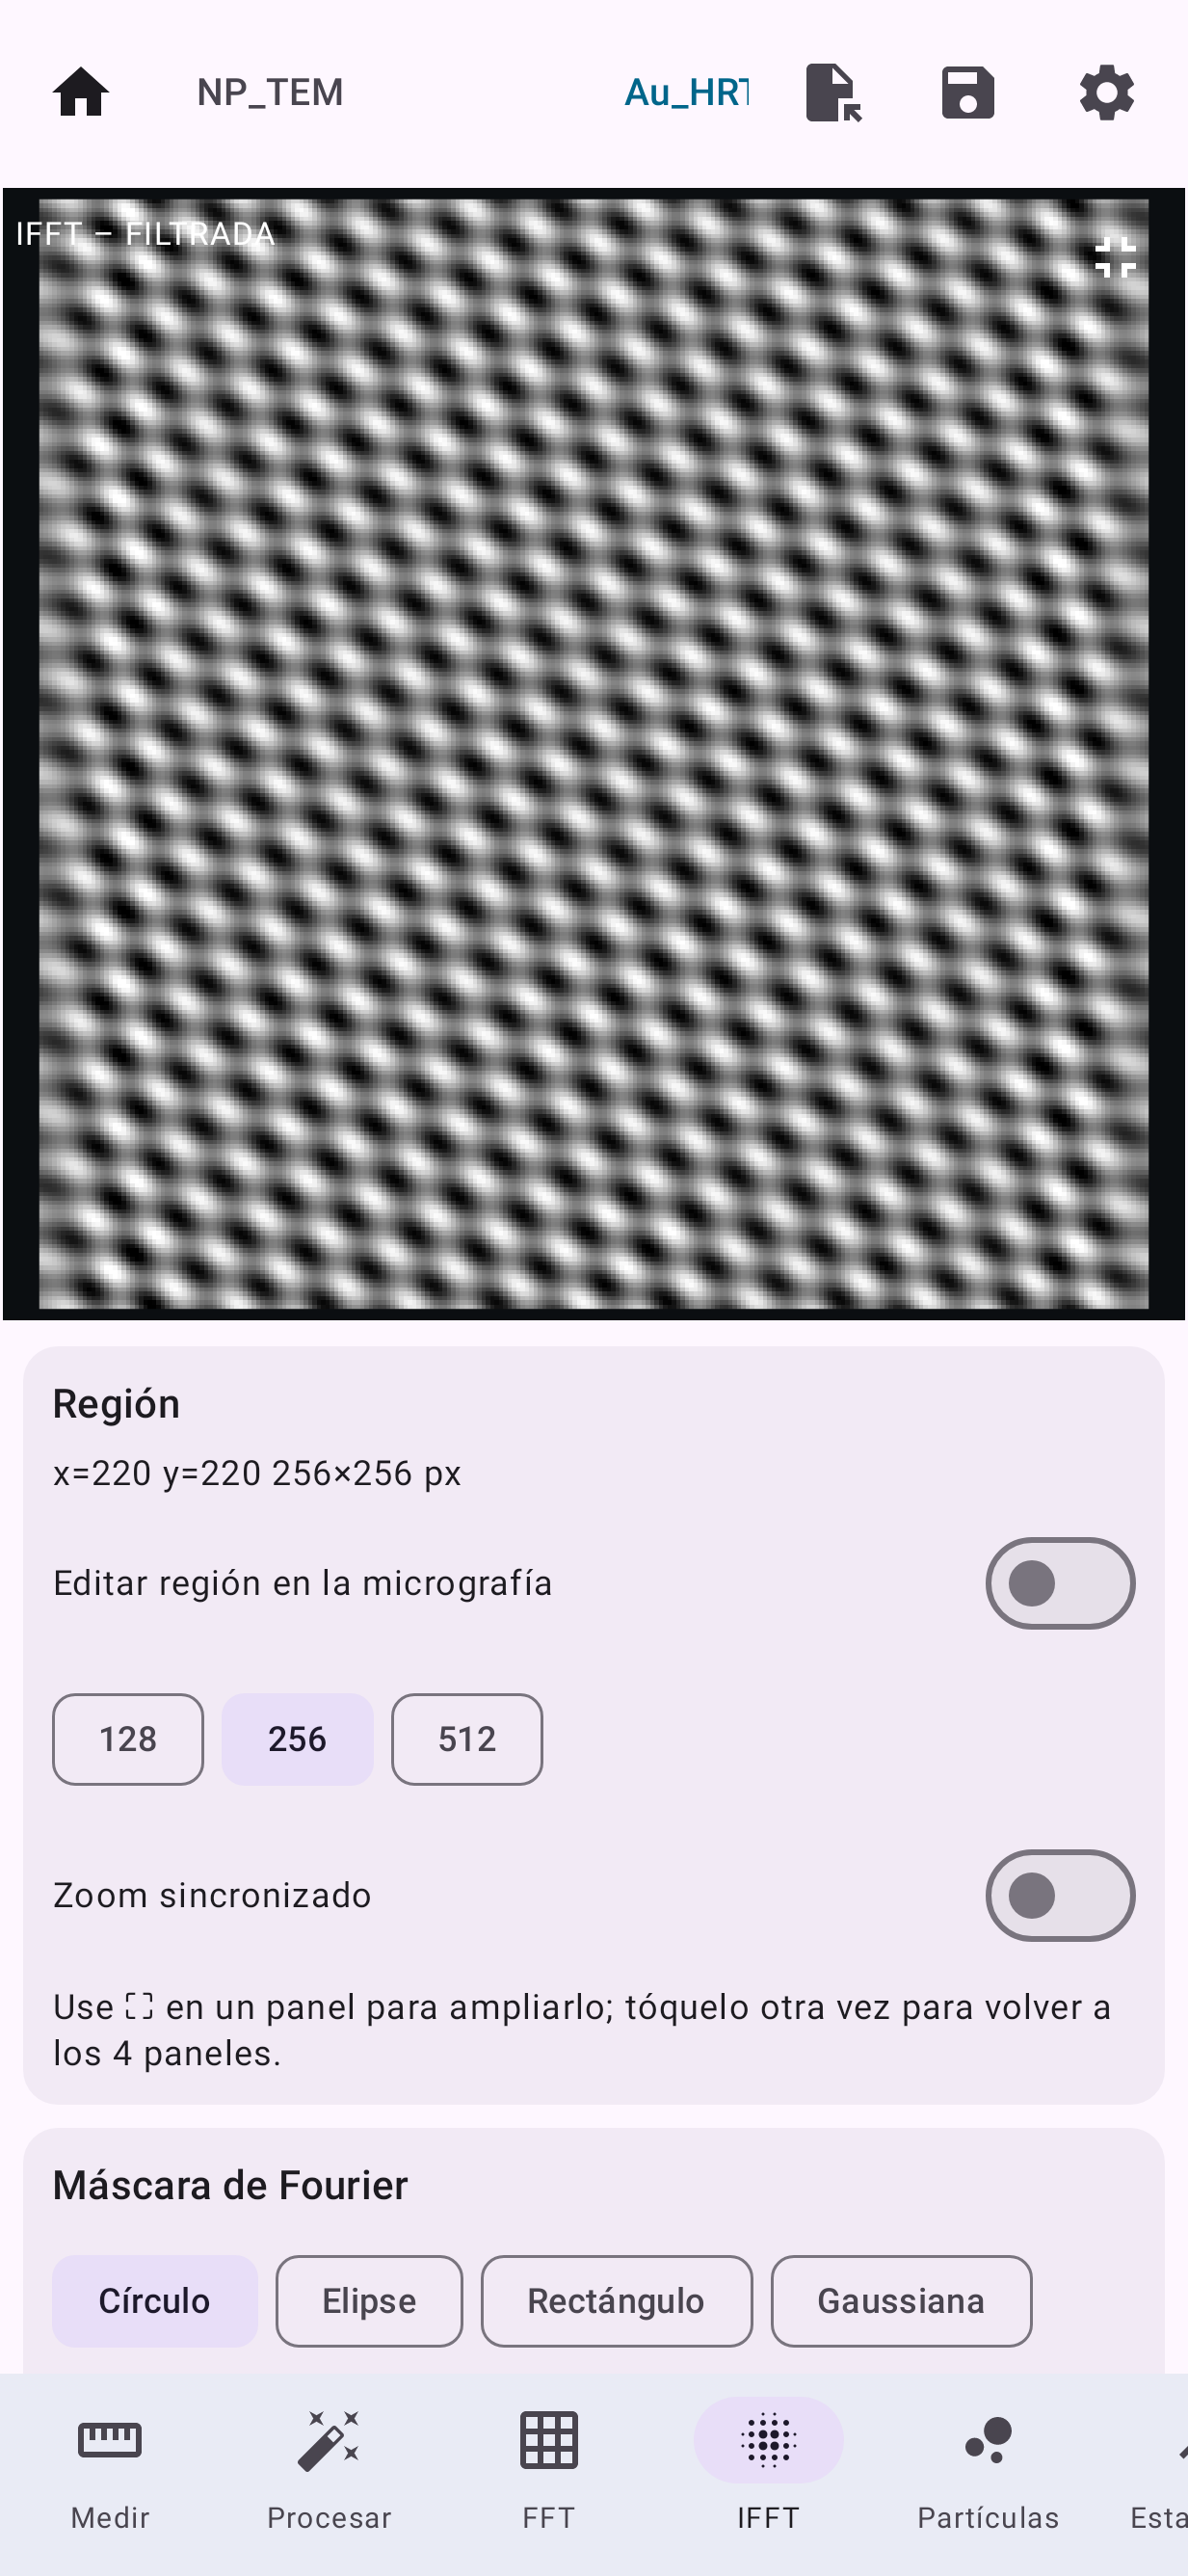 NP_TEM
Au_HRT
IFFT – FILTRADA
Región
x=220 y=220 256×256 px
Editar región en la micrografía
128 256 512
Zoom sincronizado
Use ⛶ en un panel para ampliarlo; tóquelo otra vez para volver a
los 4 paneles.
Máscara de Fourier
Círculo Elipse Rectángulo Gaussiana
Medir Procesar FFT IFFT Partículas Esta